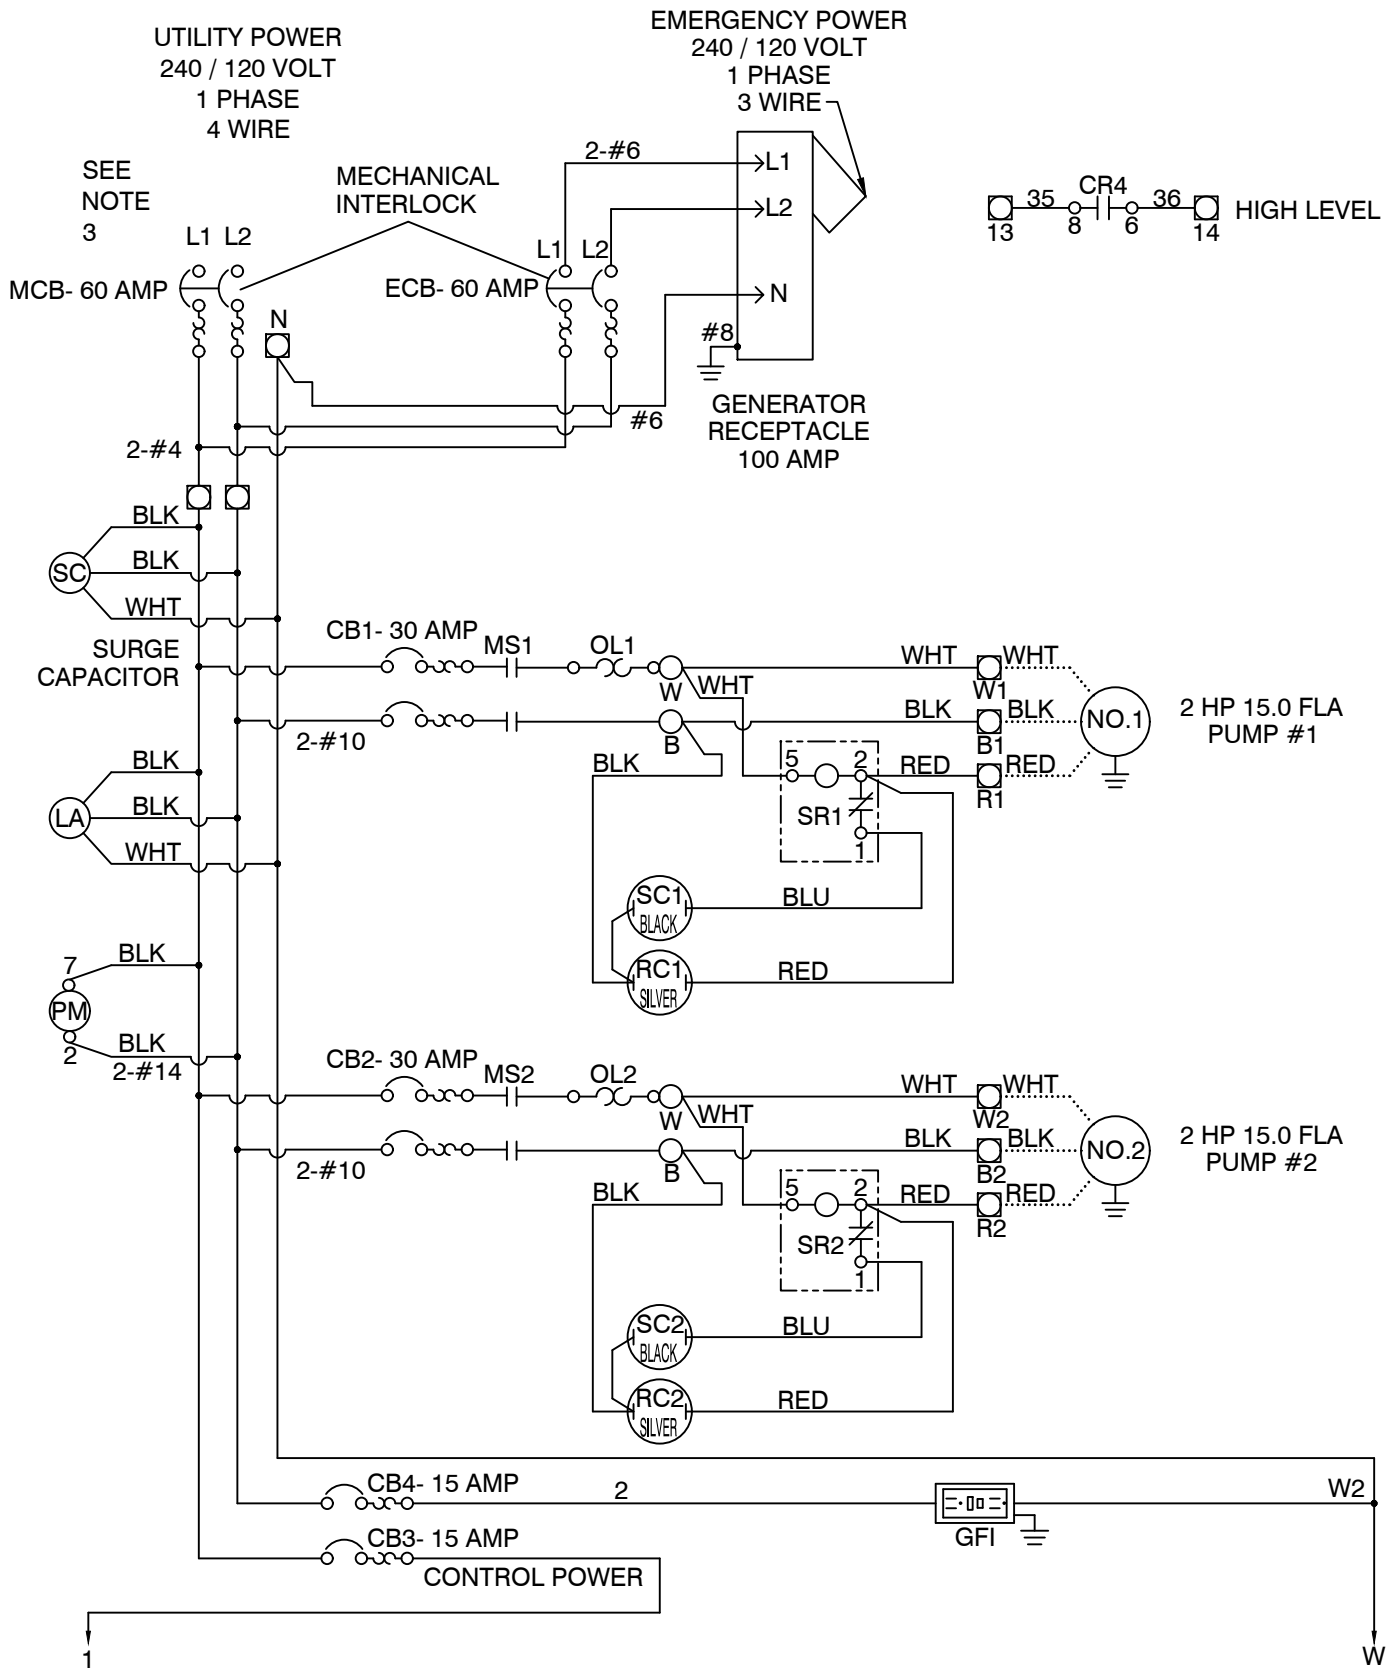 UTILITY POWER
240 / 120 VOLT
1 PHASE
4 WIRE
EMERGENCY POWER
240 / 120 VOLT
1 PHASE
3 WIRE
SEE
NOTE
3
MECHANICAL
INTERLOCK
2-#6
L1
L2
N
35 CR4 36
13 8 6 14
HIGH LEVEL
L1 L2
MCB- 60 AMP
L1 L2
ECB- 60 AMP
N
#8
#6
GENERATOR
RECEPTACLE
100 AMP
2-#4
BLK
SC
BLK
WHT
SURGE
CAPACITOR
CB1- 30 AMP
MS1
OL1
W
WHT
WHT
W1
WHT
2-#10
B
BLK
BLK
B1
BLK
NO.1
2 HP 15.0 FLA
PUMP #1
5 2
SR1
1
RED
R1
RED
BLK
LA
BLK
WHT
SC1
BLACK
BLU
RC1
SILVER
RED
7
BLK
PM
2
BLK
2-#14
CB2- 30 AMP
MS2
OL2
W
WHT
WHT
W2
WHT
2-#10
B
BLK
BLK
B2
BLK
NO.2
2 HP 15.0 FLA
PUMP #2
5 2
SR2
1
RED
R2
RED
SC2
BLACK
BLU
RC2
SILVER
RED
CB4- 15 AMP
2
GFI
W2
CB3- 15 AMP
CONTROL POWER
1
W